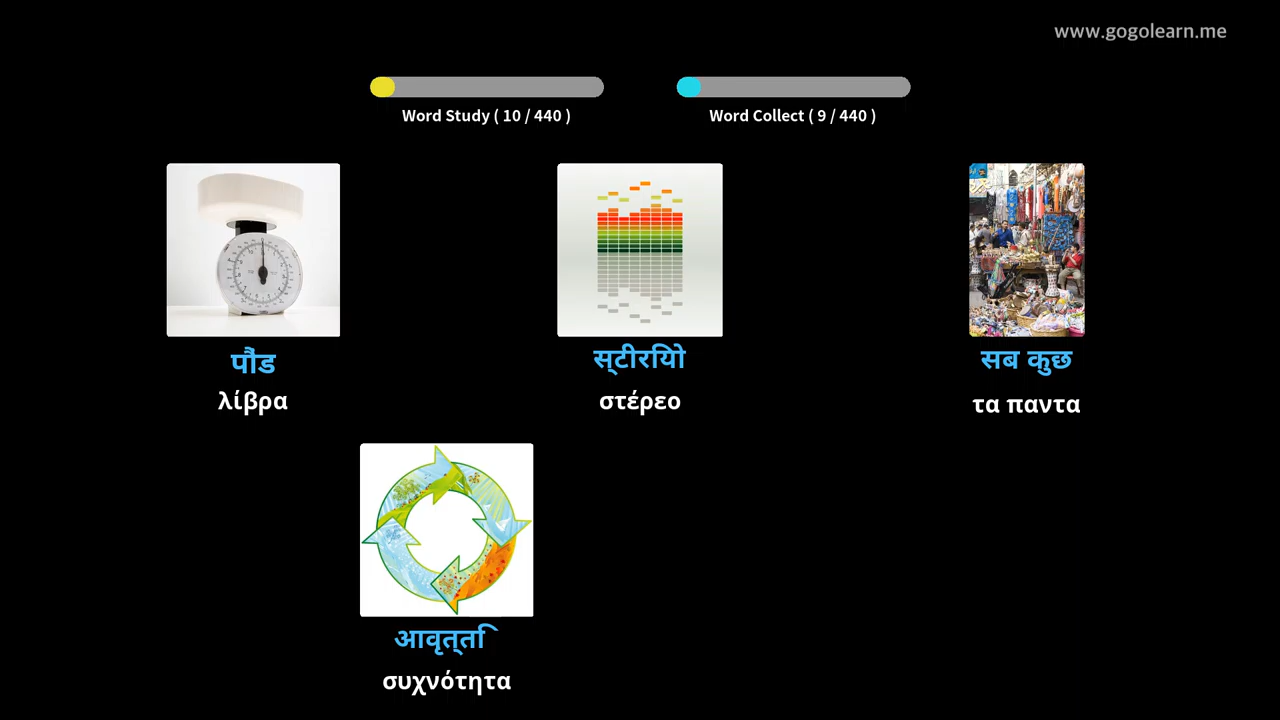 www.gogolearn.me
Word Study ( 10 / 440 )
Word Collect ( 9 / 440 )
पौंड
λίβρα
स्टीरियो
στέρεο
सब कुछ
τα παντα
आवृत्ति
συχνότητα